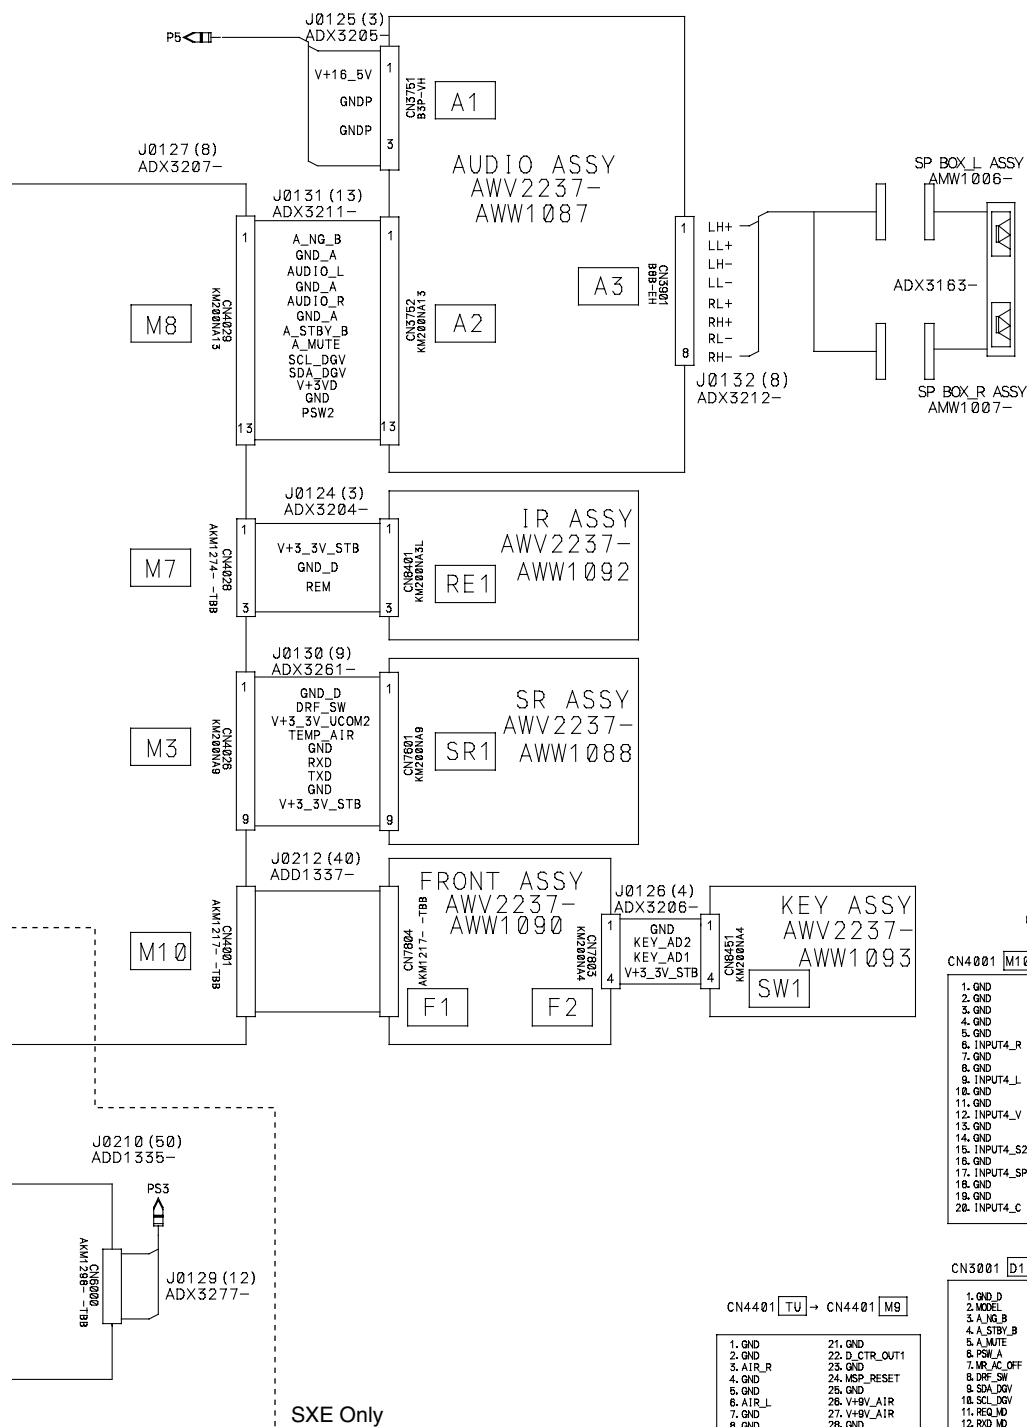 J0125 (3)
ADX3205-
P5
V+16_5V
GNDP
GNDP
1
3
CN3751
B3P-VH
A1
AUDIO ASSY
AWV2237-
AWW1087
J0127 (8)
ADX3207-
J0131 (13)
ADX3211-
1
A_NG_B
GND_A
AUDIO_L
GND_A
AUDIO_R
GND_A
A_STBY_B
A_MUTE
SCL_DGV
SDA_DGV
V+3VD
GND
PSW2
13
1
13
M8
CN4029
KM200NA13
CN3752
KM200NA13
A2
A3
CN3901
B8B-EH
1
8
LH+
LL+
LH-
LL-
RL+
RH+
RL-
RH-
J0132 (8)
ADX3212-
SP BOX_L ASSY
AMW1006-
ADX3163-
SP BOX_R ASSY
AMW1007-
J0124 (3)
ADX3204-
M7
CN4028
AKM1274- -TBB
1
3
V+3_3V_STB
GND_D
REM
1
3
CN8401
KM200NA3L
RE1
IR ASSY
AWV2237-
AWW1092
J0130 (9)
ADX3261-
M3
CN4026
KM200NA9
1
9
GND_D
DRF_SW
V+3_3V_UCOM2
TEMP_AIR
GND
RXD
TXD
GND
V+3_3V_STB
1
9
CN7601
KM200NA9
SR1
SR ASSY
AWV2237-
AWW1088
J0212 (40)
ADD1337-
M10
CN4001
AKM1217- -TBB
CN7804
AKM1217- -TBB
FRONT ASSY
AWV2237-
AWW1090
F1
F2
CN7803
KM200NA4
J0126 (4)
ADX3206-
1
4
GND
KEY_AD2
KEY_AD1
V+3_3V_STB
1
4
CN8451
KM200NA4
SW1
KEY ASSY
AWV2237-
AWW1093
CN4001 M10
1. GND
2. GND
3. GND
4. GND
5. GND
6. INPUT4_R
7. GND
8. GND
9. INPUT4_L
10. GND
11. GND
12. INPUT4_V
13. GND
14. GND
15. INPUT4_S2
16. GND
17. INPUT4_SP
18. GND
19. GND
20. INPUT4_C
J0210 (50)
ADD1335-
PS3
CN6000
AKM1298- -TBB
J0129 (12)
ADX3277-
SXE Only
CN4401 TU → CN4401 M9
1. GND
2. GND
3. AIR_R
4. GND
5. GND
6. AIR_L
7. GND
8. GND
21. GND
22. D_CTR_OUT1
23. GND
24. MSP_RESET
25. GND
26. V+9V_AIR
27. V+9V_AIR
28. GND
CN3001 D1
1. GND_D
2. MODEL
3. A_NG_B
4. A_STBY_B
5. A_MUTE
6. PSW_A
7. MR_AC_OFF
8. DRF_SW
9. SDA_DGV
10. SCL_DGV
11. REQ_MD
12. RXD_MD